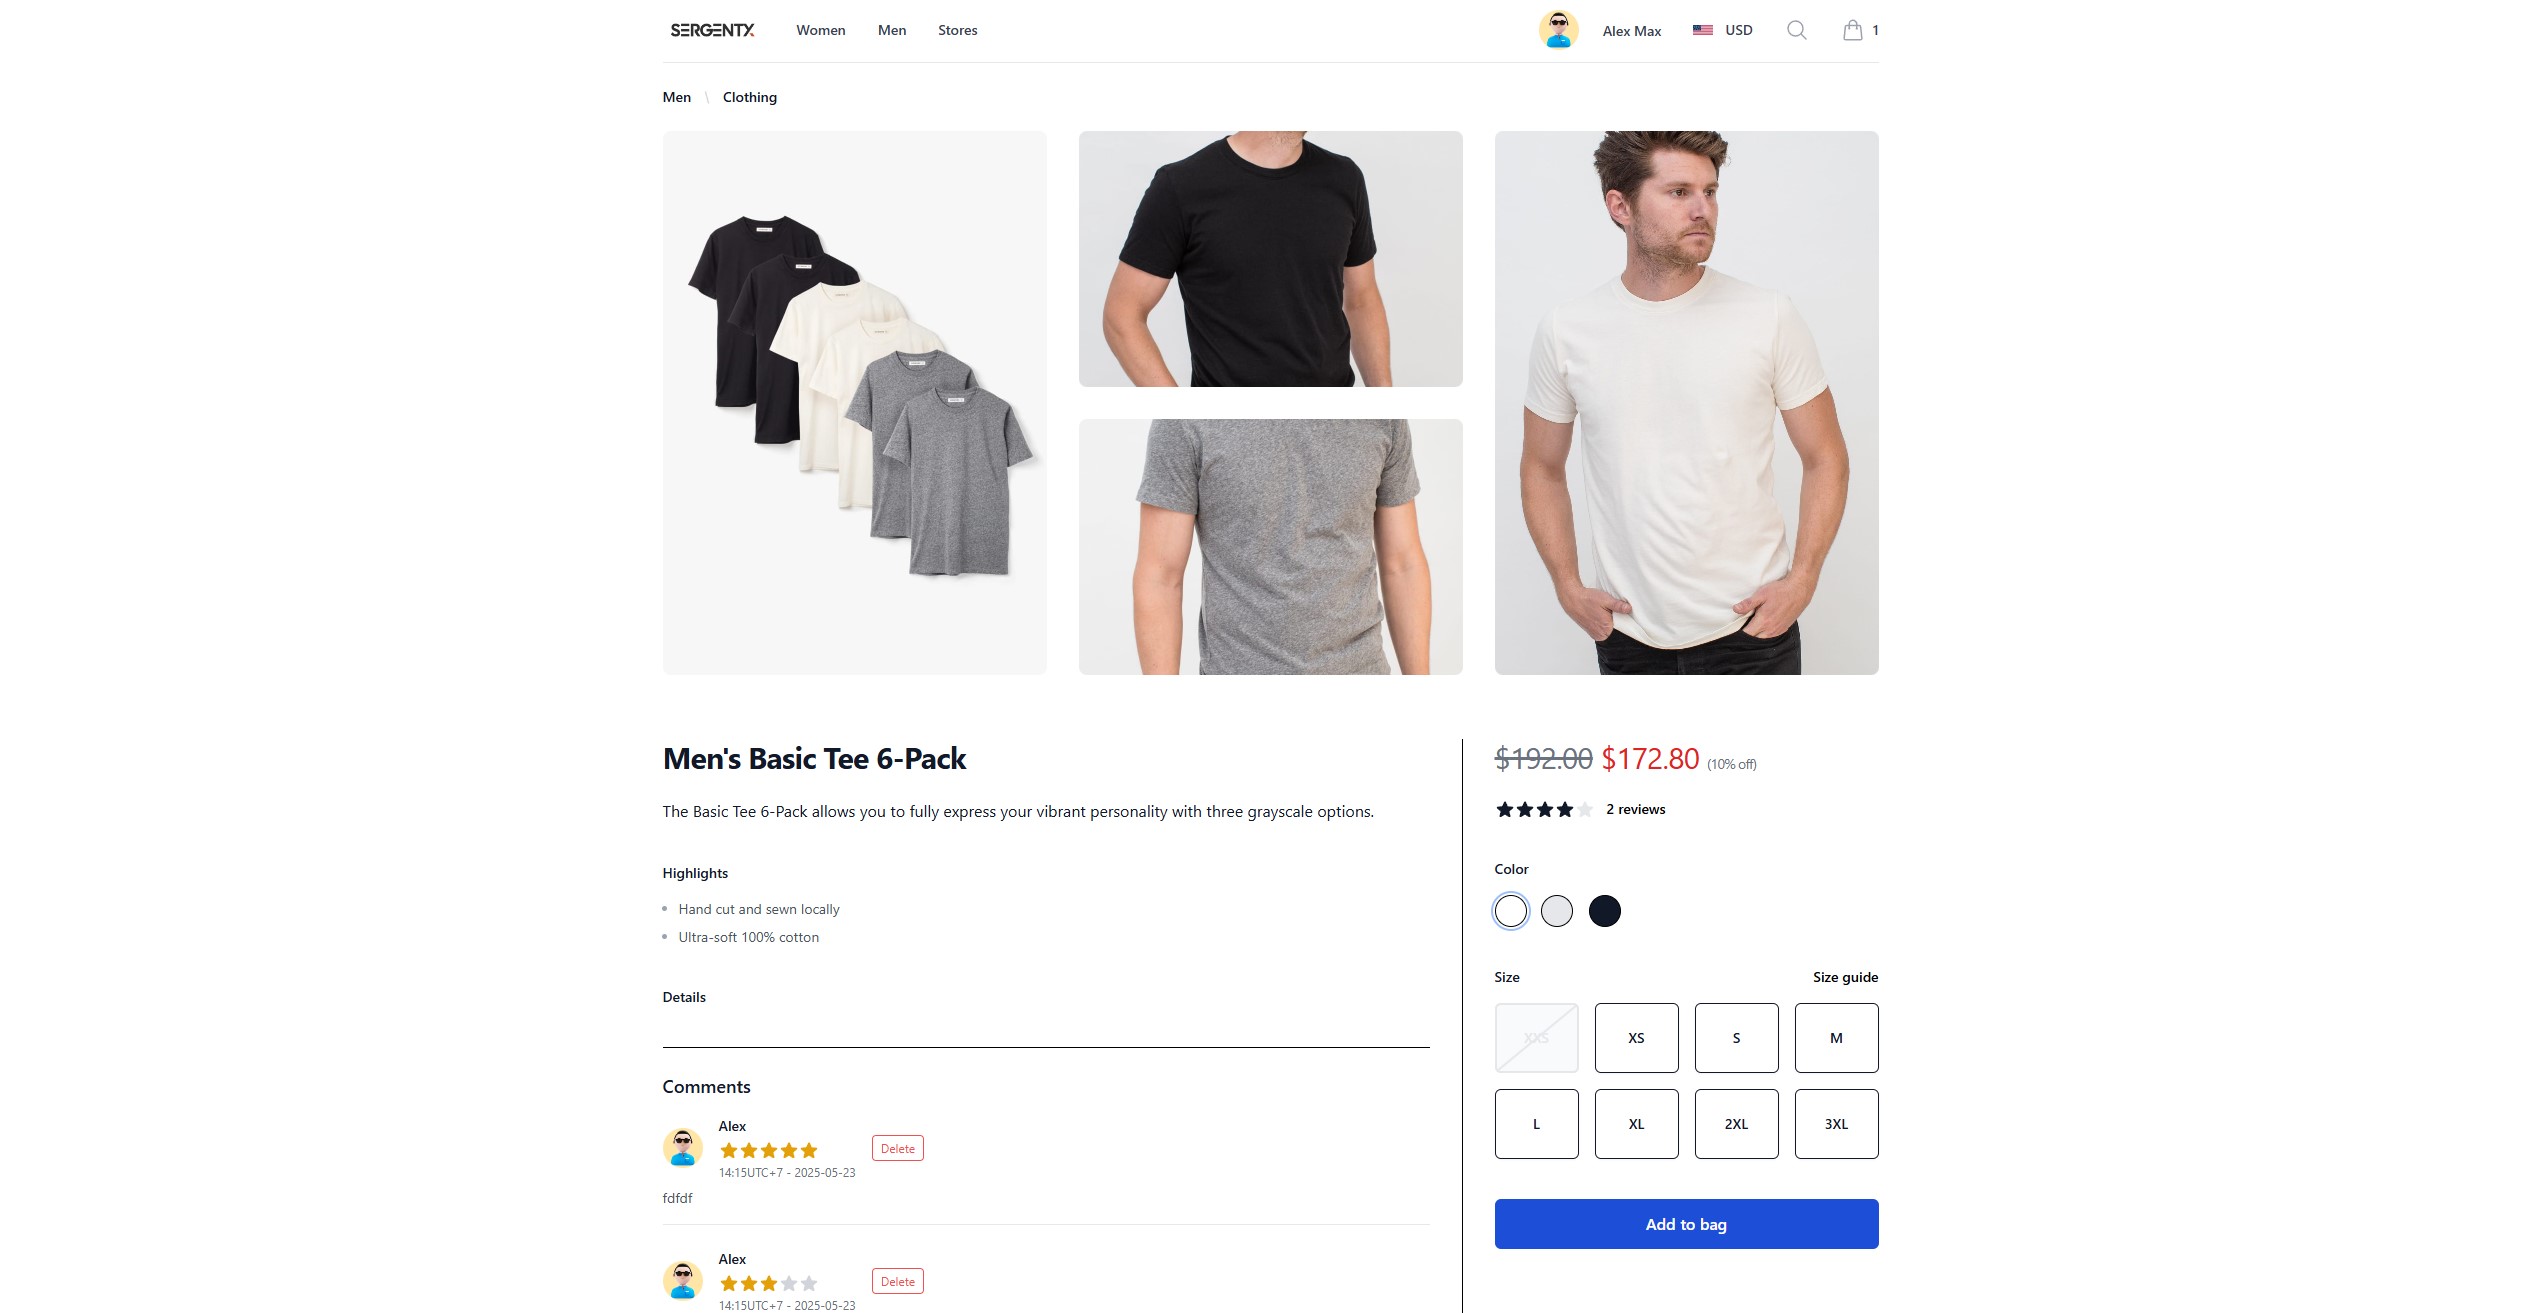 SERGENTX Women Men Stores Alex Max USD 1
Men \ Clothing
Men's Basic Tee 6-Pack
The Basic Tee 6-Pack allows you to fully express your vibrant personality with three grayscale options.
Highlights
Hand cut and sewn locally
Ultra-soft 100% cotton
Details
Comments
Alex
Delete
14:15UTC+7 - 2025-05-23
fdfdf
Alex
Delete
14:15UTC+7 - 2025-05-23
$192.00 $172.80 (10% off)
2 reviews
Color
Size Size guide
XXS XS S M
L XL 2XL 3XL
Add to bag